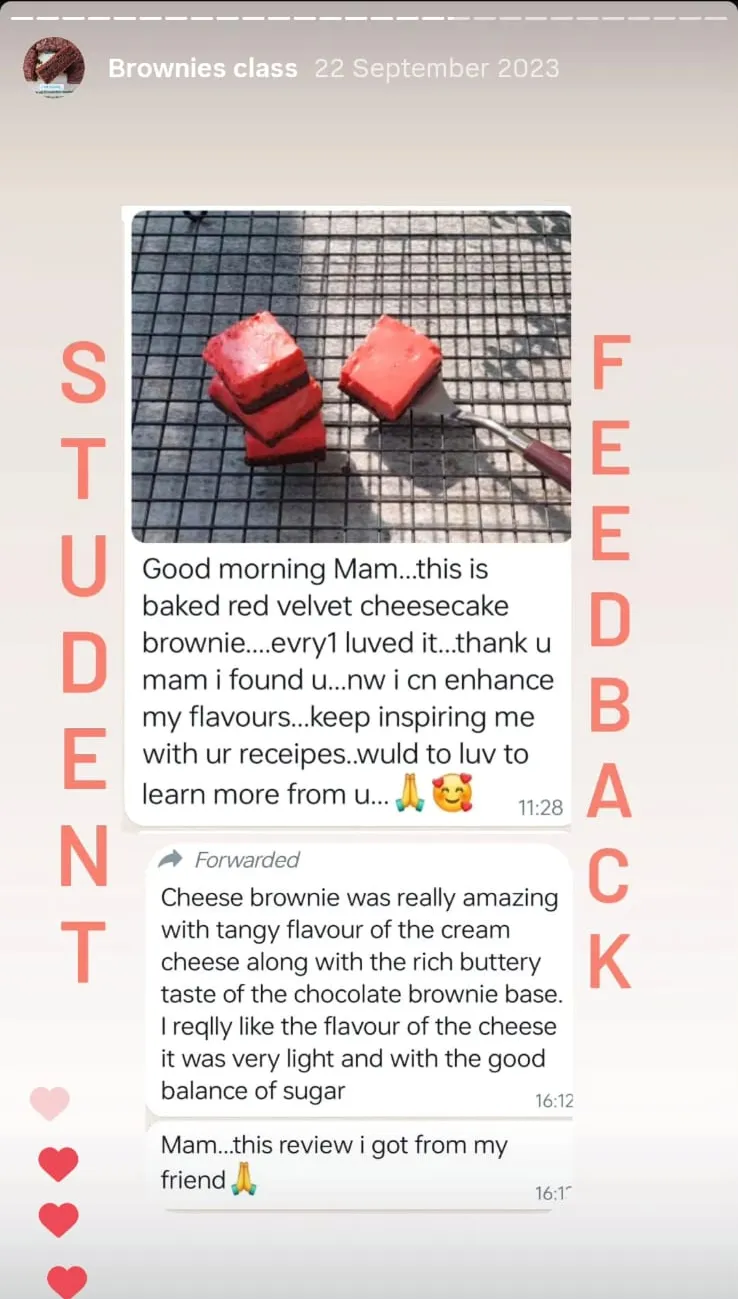 Brownies class 22 September 2023
STUDENT
FEEDBACK
Good morning Mam...this is
baked red velvet cheesecake
brownie....evry1 luved it...thank u
mam i found u...nw i cn enhance
my flavours...keep inspiring me
with ur receipes..wuld to luv to
learn more from u...🙏🥰
11:28
Forwarded
Cheese brownie was really amazing
with tangy flavour of the cream
cheese along with the rich buttery
taste of the chocolate brownie base.
I reqlly like the flavour of the cheese
it was very light and with the good
balance of sugar
16:12
Mam...this review i got from my
friend🙏